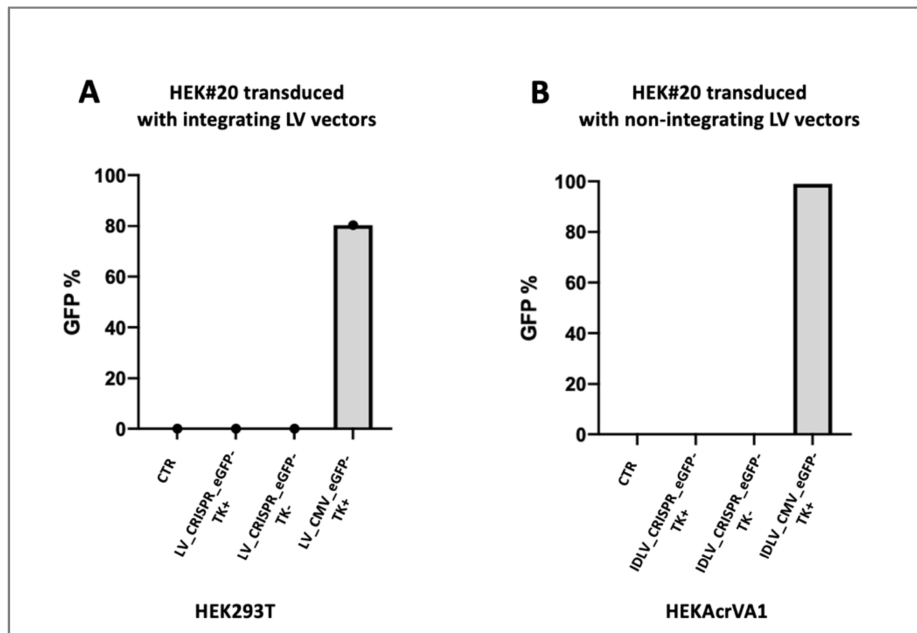 A
HEK#20 transduced
with integrating LV vectors
GFP %
100
80
60
40
20
0
CTR
LV_CRISPR_eGFP-
TK+
LV_CRISPR_eGFP-
TK-
LV_CMV_eGFP-
TK+
HEK293T
B
HEK#20 transduced
with non-integrating LV vectors
GFP %
100
80
60
40
20
0
CTR
IDLV_CRISPR_eGFP-
TK+
IDLV_CRISPR_eGFP-
TK-
IDLV_CMV_eGFP-
TK+
HEKAcrVA1